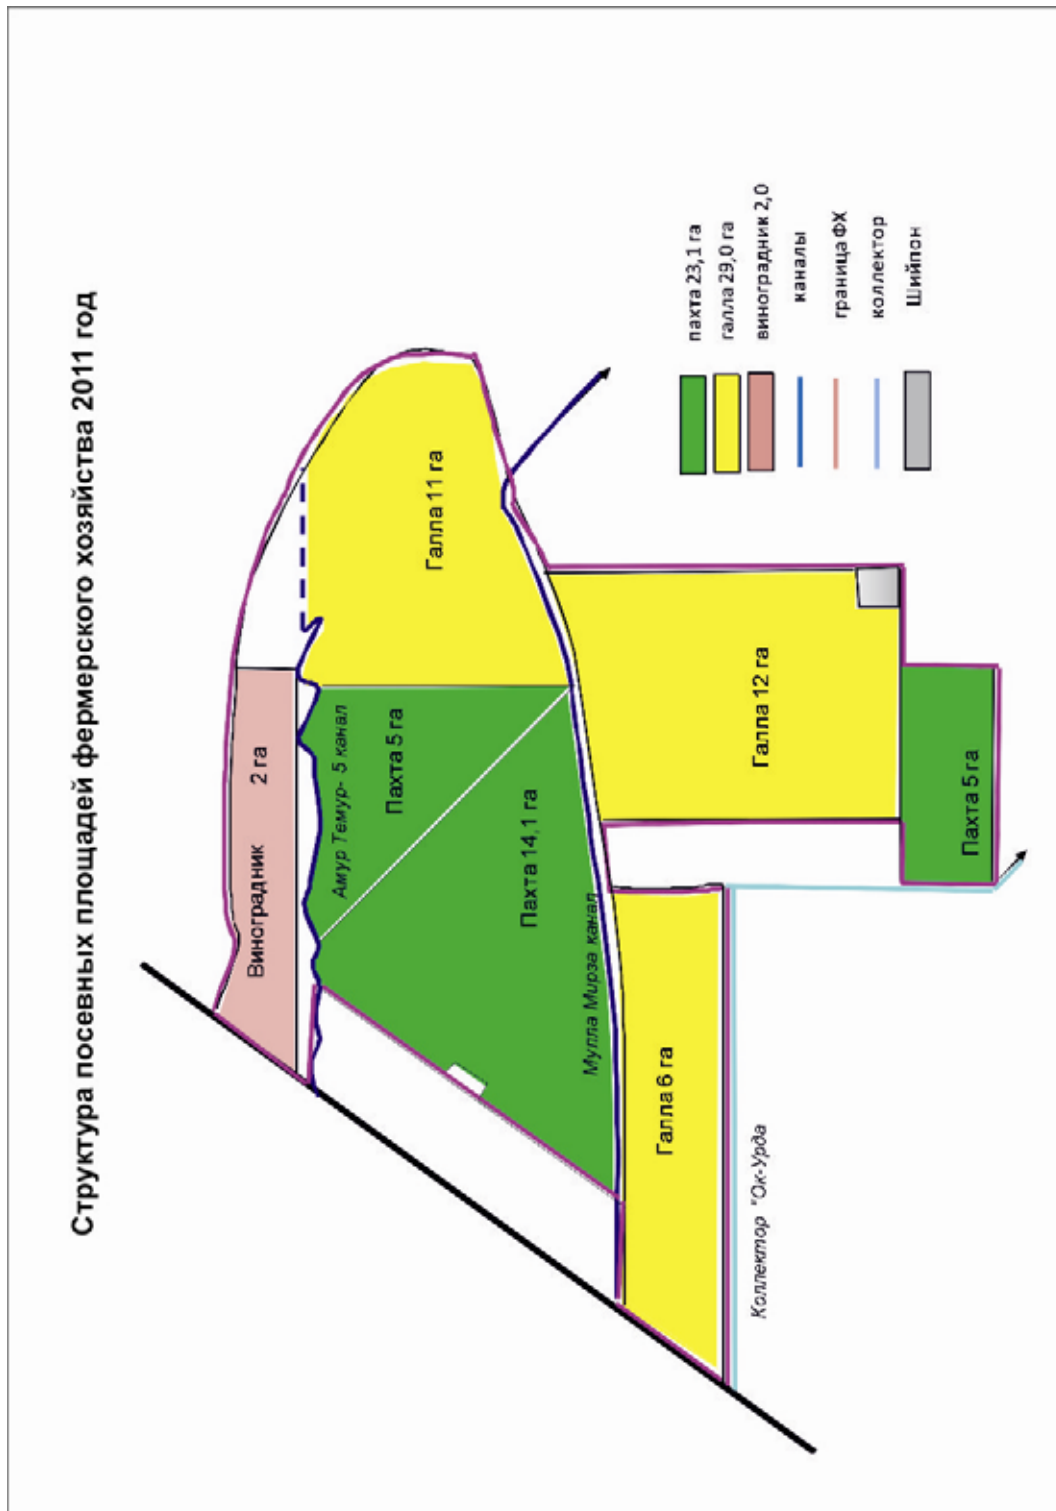 Структура посевных площадей фермерского хозяйства 2011 год
Виноградник 2 га
Амур Темур- 5 канал
Пахта 5 га
Галла 11 га
Пахта 14,1 га
Мулла Мирза канал
Галла 6 га
Галла 12 га
Пахта 5 га
Коллектор "Ок-Урда
пахта 23,1 га
галла 29,0 га
виноградник 2,0
каналы
граница ФХ
коллектор
Шийпон